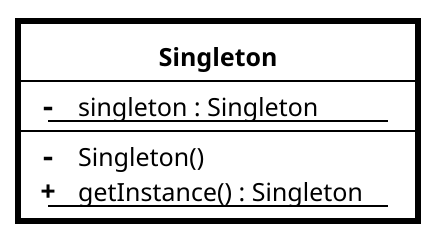 Singleton
- singleton : Singleton
- Singleton()
+ getInstance() : Singleton